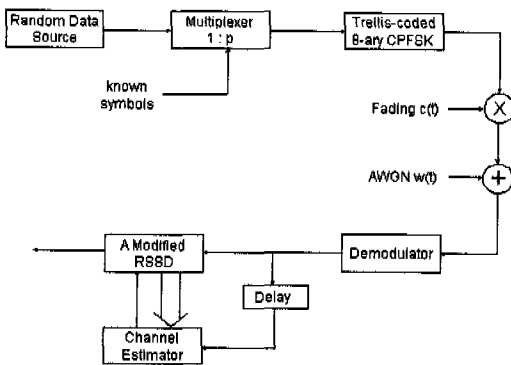 Random Data
Source
Multiplexer
1 : p
Trellis-coded
8-ary CPFSK
known
symbols
Fading c(t)
X
AWGN w(t)
+
A Modified
RSSD
Demodulator
Delay
Channel
Estimator